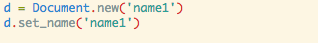 d = Document.new('name1')
d.set_name('name1')